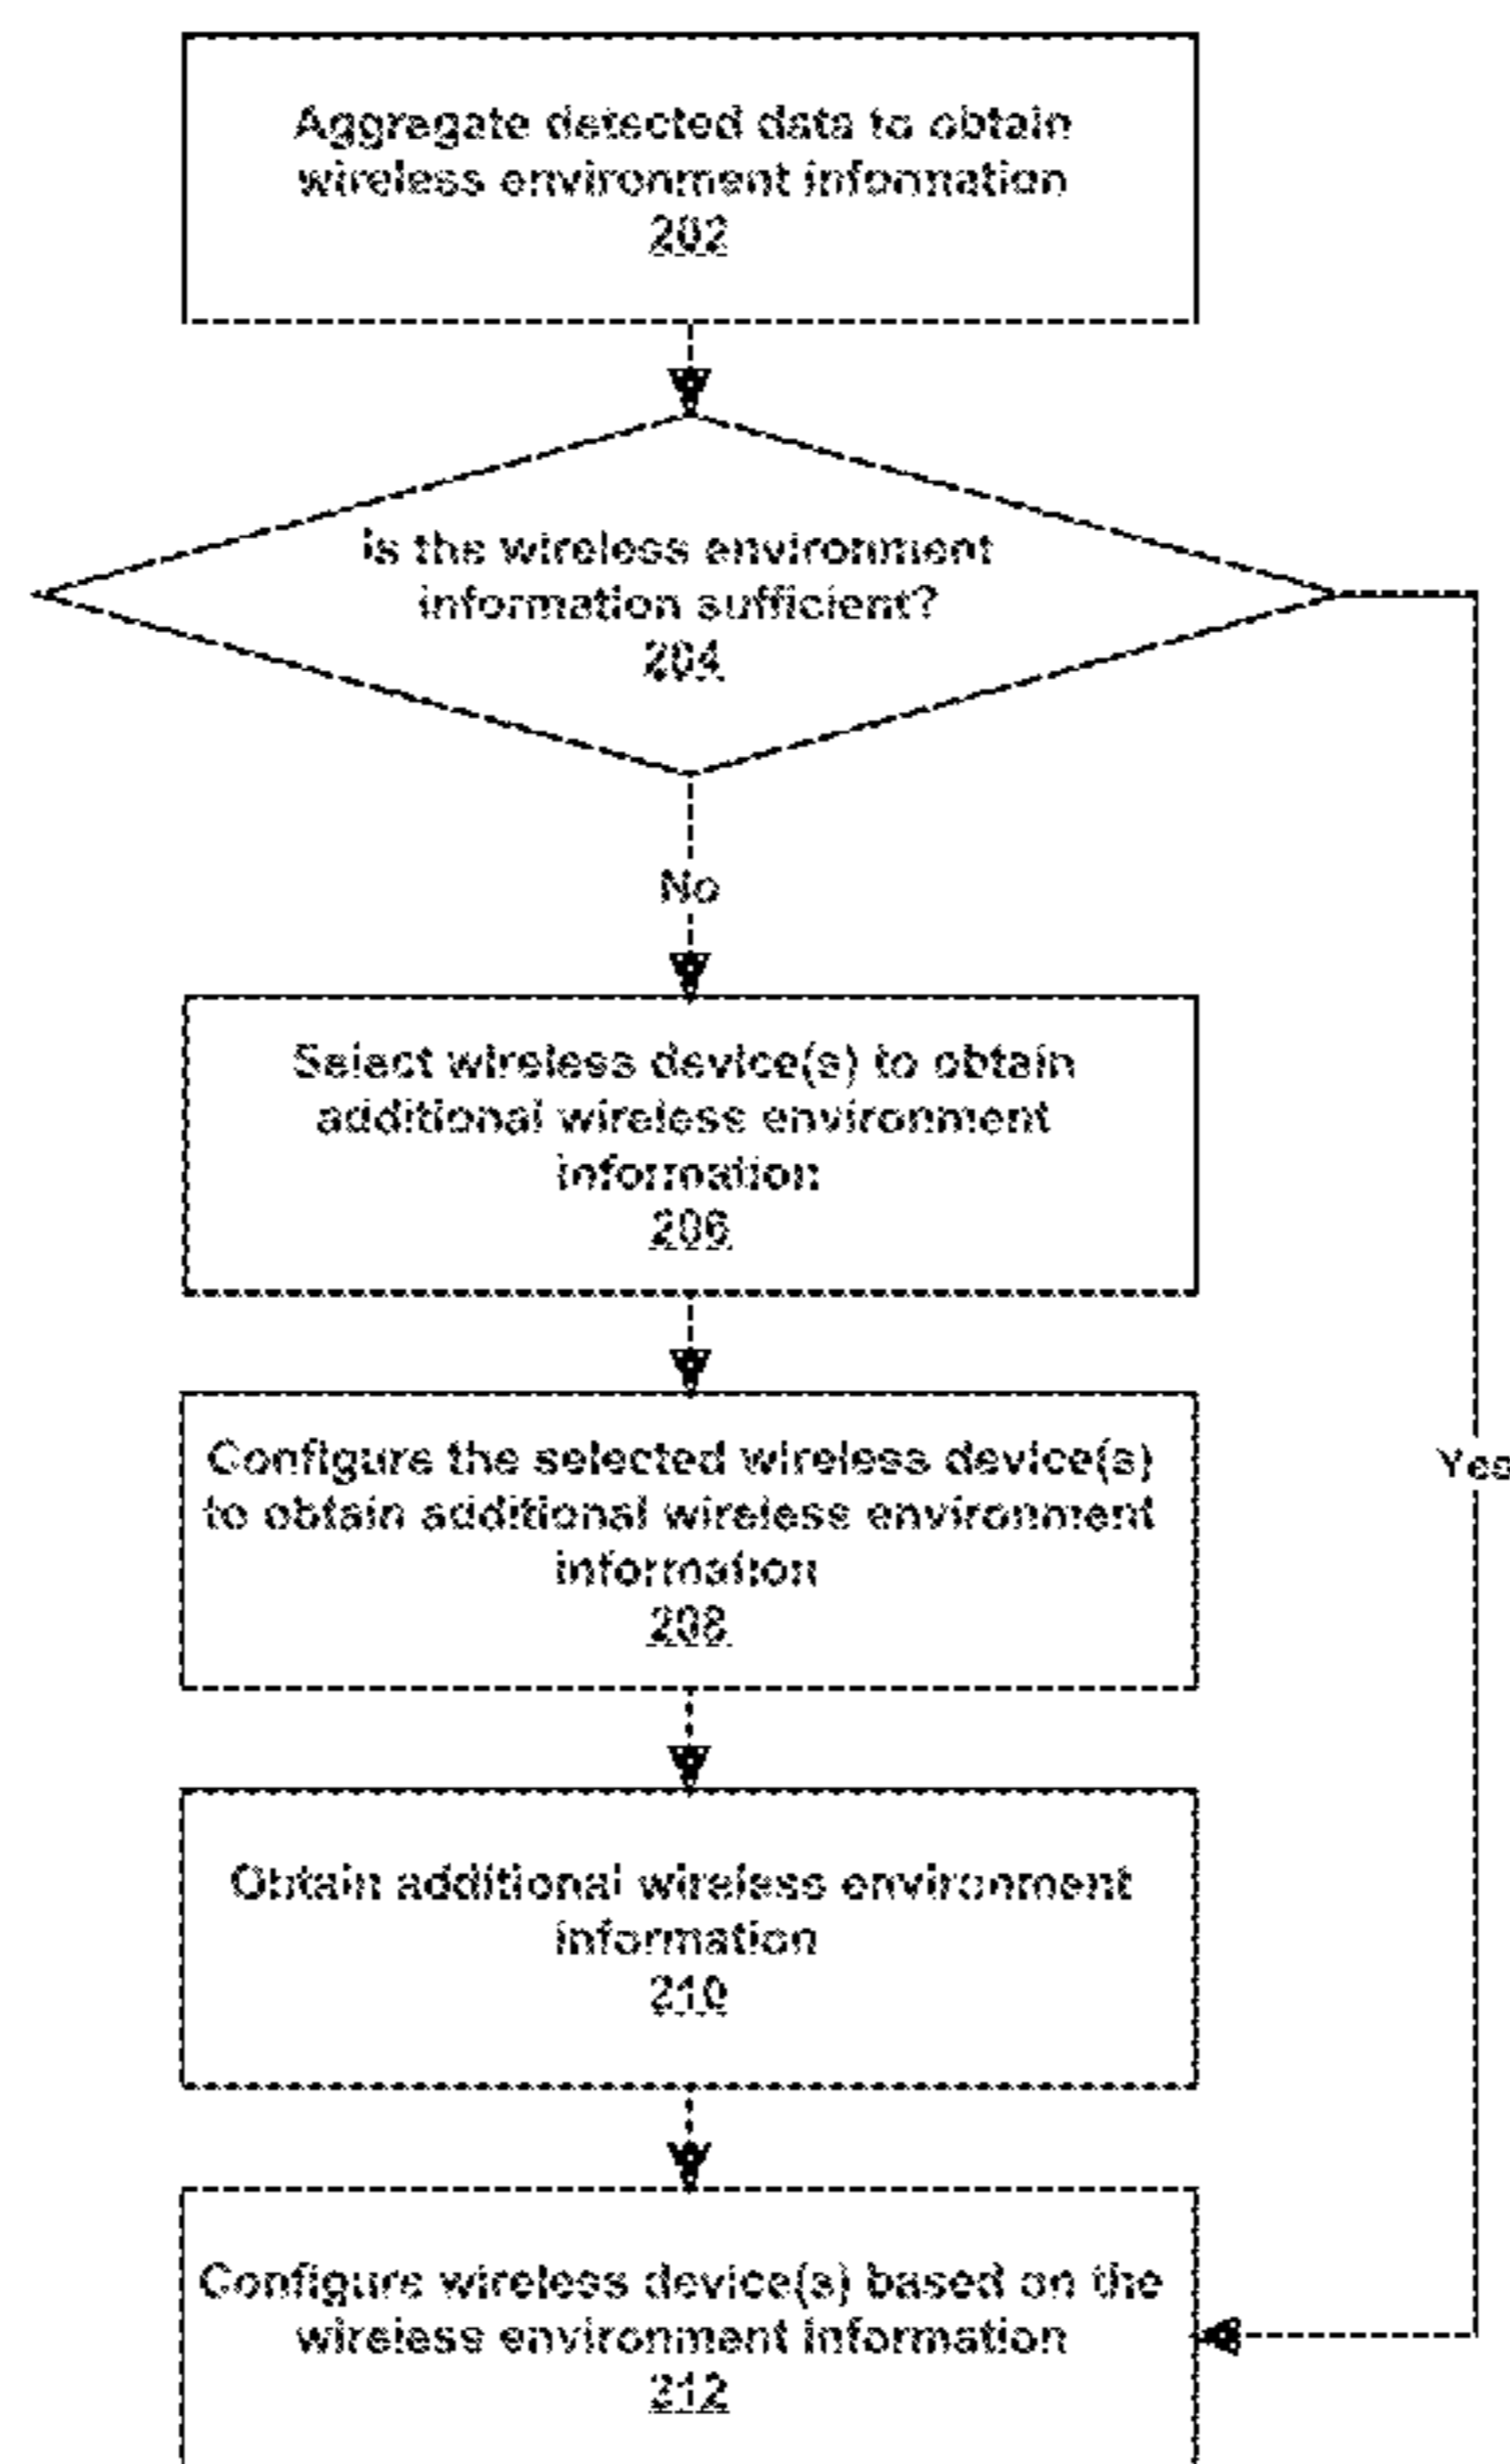 Aggregate detected data to obtain
wireless environment information
202
Is the wireless environment
information sufficient?
204
No
Select wireless device(s) to obtain
additional wireless environment
information
206
Configure the selected wireless device(s)
to obtain additional wireless environment
information
208
Yes
Obtain additional wireless environment
information
210
Configure wireless device(s) based on the
wireless environment information
212